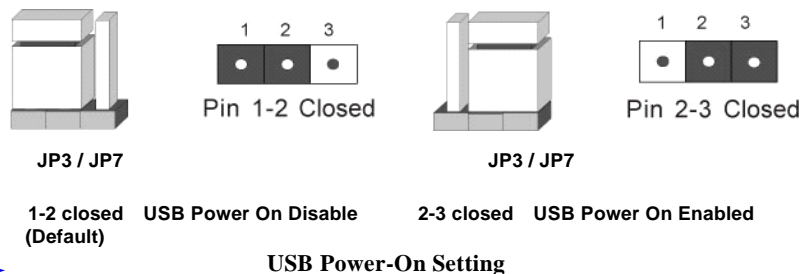 1 2 3
1 2 3
Pin 1-2 Closed
Pin 2-3 Closed
JP3 / JP7
JP3 / JP7
1-2 closed USB Power On Disable
(Default)
2-3 closed USB Power On Enabled
USB Power-On Setting